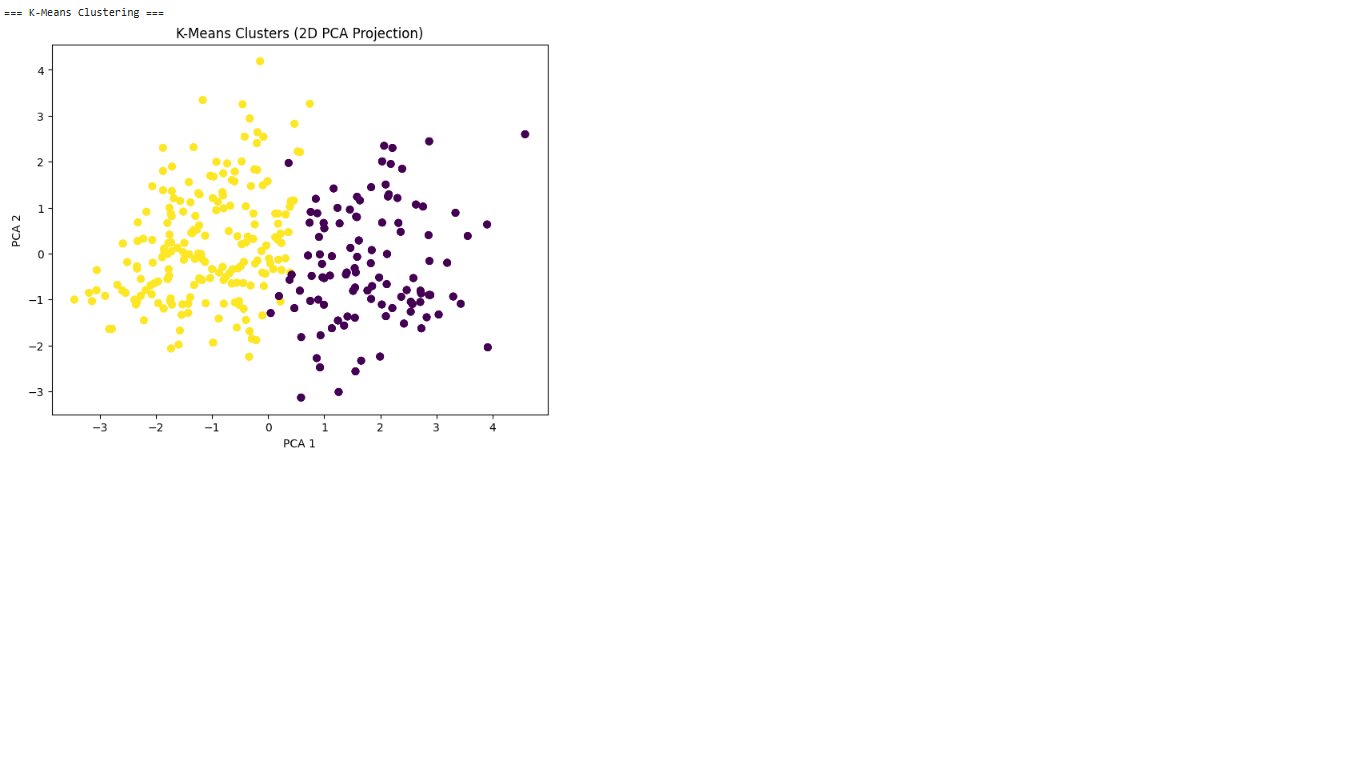 === K-Means Clustering ===
K-Means Clusters (2D PCA Projection)
4
3
2
1
0
−1
−2
−3
PCA 2
−3 −2 −1 0 1 2 3 4
PCA 1